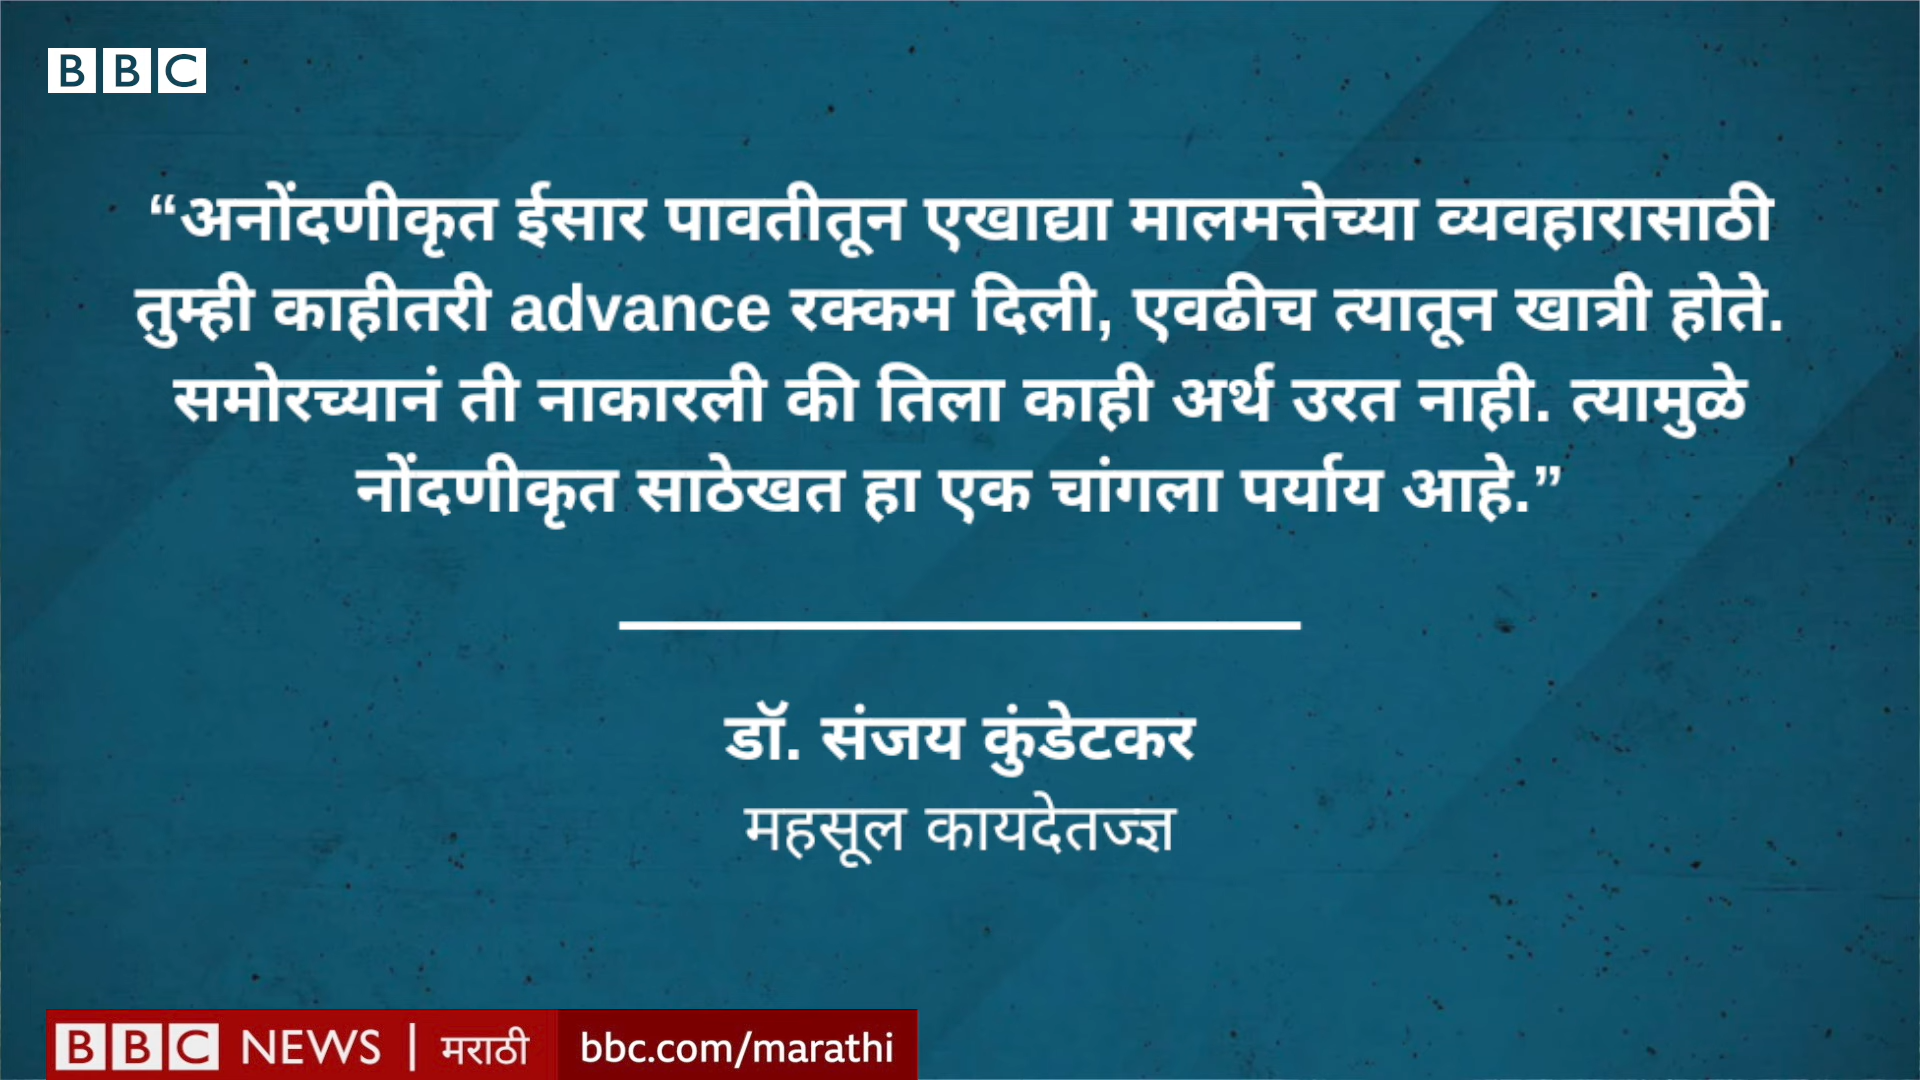 BBC
“अनोंदणीकृत ईसार पावतीतून एखाद्या मालमत्तेच्या व्यवहारासाठी
तुम्ही काहीतरी advance रक्कम दिली, एवढीच त्यातून खात्री होते.
समोरच्यानं ती नाकारली की तिला काही अर्थ उरत नाही. त्यामुळे
नोंदणीकृत साठेखत हा एक चांगला पर्याय आहे.”
डॉ. संजय कुंडेटकर
महसूल कायदेतज्ज्ञ
BBC NEWS | मराठी bbc.com/marathi